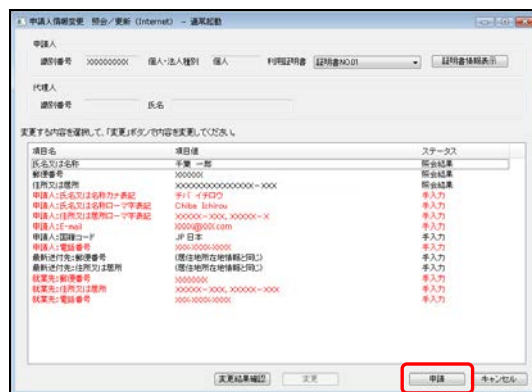 申請人情報変更 照会／更新（Internet） － 通常起動
申請人
識別番号 XXXXXXXXX 個人・法人種別 個人 利用証明書 証明書NO.01 証明書情報表示
代理人
識別番号 氏名
変更する内容を選択して、「変更」ボタンで内容を変更してください。
項目名 項目値 ステータス
氏名又は名称 千葉 一郎 照会結果
郵便番号 XXXXXX 照会結果
住所又は居所 XXXXXXXXXXXXXXX－XXX 照会結果
申請人:氏名又は名称カナ表記 チバ イチロウ 手入力
申請人:氏名又は名称ローマ字表記 Chiba Ichirou 手入力
申請人:住所又は居所ローマ字表記 XXXXX－XXX, XXXXX－X 手入力
申請人:E-mail XXXX@XXX.com 手入力
申請人:国籍コード JP 日本 手入力
申請人:電話番号 XXX-XXXX-XXXX 手入力
最新送付先:郵便番号 (居住地所在地情報と同じ) 手入力
最新送付先:住所又は居所 (居住地所在地情報と同じ) 手入力
就業先:郵便番号 XXXXXXX 手入力
就業先:住所又は居所 XXXXX－XXX, XXXXX－XXX 手入力
就業先:電話番号 XXX-XXXX-XXXX 手入力
変更結果確認 変更 申請 キャンセル